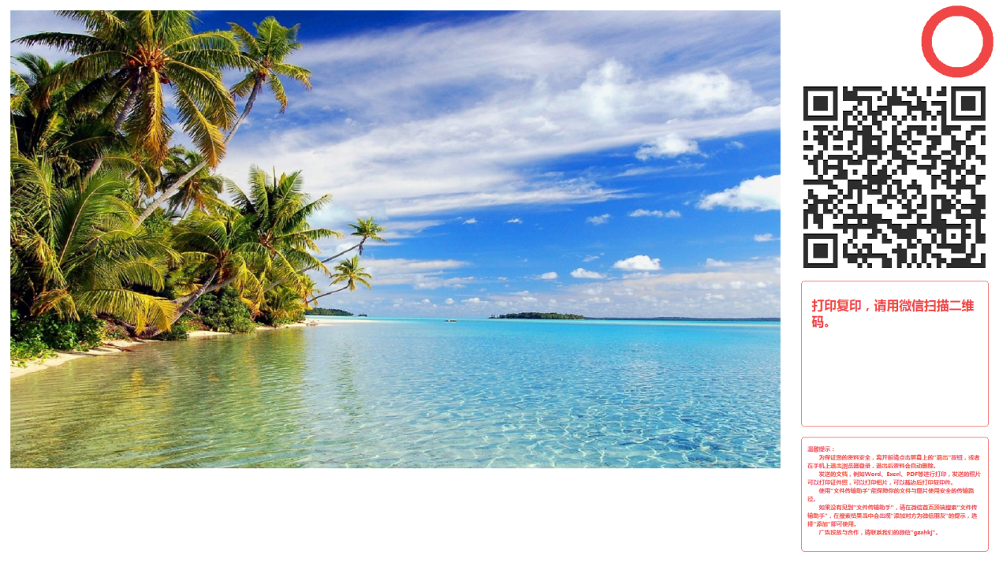 打印复印，请用微信扫描二维
码。
温馨提示：
为保证您的资料安全，离开前请点击屏幕上的"退出"按钮，或者
在手机上退出浏览器登录，退出后资料会自动删除。
发送的文档，例如Word、Excel、PDF等进行打印，发送的照片
可以打印证件照，可以打印相片，可以裁边后打印复印件。
使用"文件传输助手"能保障你的文件与图片使用安全的传输路
径。
如果没有见到"文件传输助手"，请在微信首页顶端搜索"文件传
输助手"，在搜索结果当中会出现"添加对方为微信朋友"的提示，选
择"添加"即可使用。
广告投放与合作，请联系我们的微信"gzahkj"。